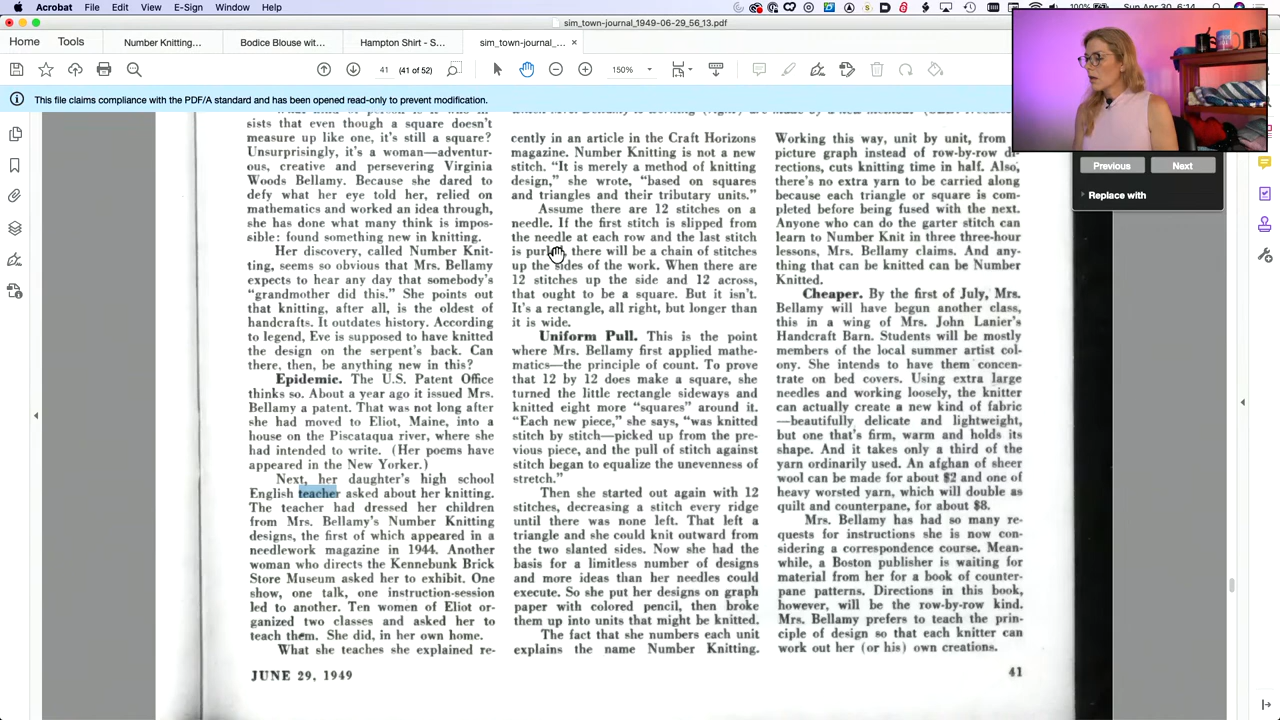 Acrobat File Edit View E-Sign Window Help
100%
Sun Apr 30 6:14
sim_town-journal_1949-06-29_56_13.pdf
Home Tools Number Knitting... Bodice Blouse wit... Hampton Shirt - S... sim_town-journal_... ×
41 (41 of 52) 150%
This file claims compliance with the PDF/A standard and has been opened read-only to prevent modification.
Previous Next
Replace with
sists that even though a square doesn't
measure up like one, it's still a square?
Unsurprisingly, it's a woman—adventur-
ous, creative and persevering Virginia
Woods Bellamy. Because she dared to
defy what her eye told her, relied on
mathematics and worked an idea through,
she has done what many think is impos-
sible: found something new in knitting.
Her discovery, called Number Knit-
ting, seems so obvious that Mrs. Bellamy
expects to hear any day that somebody's
"grandmother did this." She points out
that knitting, after all, is the oldest of
handcrafts. It outdates history. According
to legend, Eve is supposed to have knitted
the design on the serpent's back. Can
there, then, be anything new in this?
Epidemic. The U.S. Patent Office
thinks so. About a year ago it issued Mrs.
Bellamy a patent. That was not long after
she had moved to Eliot, Maine, into a
house on the Piscataqua river, where she
had intended to write. (Her poems have
appeared in the New Yorker.)
Next, her daughter's high school
English teacher asked about her knitting.
The teacher had dressed her children
from Mrs. Bellamy's Number Knitting
designs, the first of which appeared in a
needlework magazine in 1944. Another
woman who directs the Kennebunk Brick
Store Museum asked her to exhibit. One
show, one talk, one instruction-session
led to another. Ten women of Eliot or-
ganized two classes and asked her to
teach them. She did, in her own home.
What she teaches she explained re-
cently in an article in the Craft Horizons
magazine. Number Knitting is not a new
stitch. "It is merely a method of knitting
design," she wrote, "based on squares
and triangles and their tributary units."
Assume there are 12 stitches on a
needle. If the first stitch is slipped from
the needle at each row and the last stitch
is there will be a chain of stitches
up the sides of the work. When there are
12 stitches up the side and 12 across,
that ought to be a square. But it isn't.
It's a rectangle, all right, but longer than
it is wide.
Uniform Pull. This is the point
where Mrs. Bellamy first applied mathe-
matics—the principle of count. To prove
that 12 by 12 does make a square, she
turned the little rectangle sideways and
knitted eight more "squares" around it.
"Each new piece," she says, "was knitted
stitch by stitch—picked up from the pre-
vious piece, and the pull of stitch against
stitch began to equalize the unevenness of
stretch."
Then she started out again with 12
stitches, decreasing a stitch every ridge
until there was none left. That left a
triangle and she could knit outward from
the two slanted sides. Now she had the
basis for a limitless number of designs
and more ideas than her needles could
execute. So she put her designs on graph
paper with colored pencil, then broke
them up into units that might be knitted.
The fact that she numbers each unit
explains the name Number Knitting.
Working this way, unit by unit, from
picture graph instead of row-by-row di-
rections, cuts knitting time in half. Also,
there's no extra yarn to be carried along
because each triangle or square is com-
pleted before being fused with the next.
Anyone who can do the garter stitch can
learn to Number Knit in three three-hour
lessons, Mrs. Bellamy claims. And any-
thing that can be knitted can be Number
Knitted.
Cheaper. By the first of July, Mrs.
Bellamy will have begun another class,
this in a wing of Mrs. John Lanier's
Handcraft Barn. Students will be mostly
members of the local summer artist col-
ony. She intends to have them concen-
trate on bed covers. Using extra large
needles and working loosely, the knitter
can actually create a new kind of fabric
—beautifully delicate and lightweight,
but one that's firm, warm and holds its
shape. And it takes only a third of the
yarn ordinarily used. An afghan of sheer
wool can be made for about $2 and one of
heavy worsted yarn, which will double as
quilt and counterpane, for about $8.
Mrs. Bellamy has had so many re-
quests for instructions she is now con-
sidering a correspondence course. Mean-
while, a Boston publisher is waiting for
material from her for a book of counter-
pane patterns. Directions in this book,
however, will be the row-by-row kind.
Mrs. Bellamy prefers to teach the prin-
ciple of design so that each knitter can
work out her (or his) own creations.
JUNE 29, 1949
41